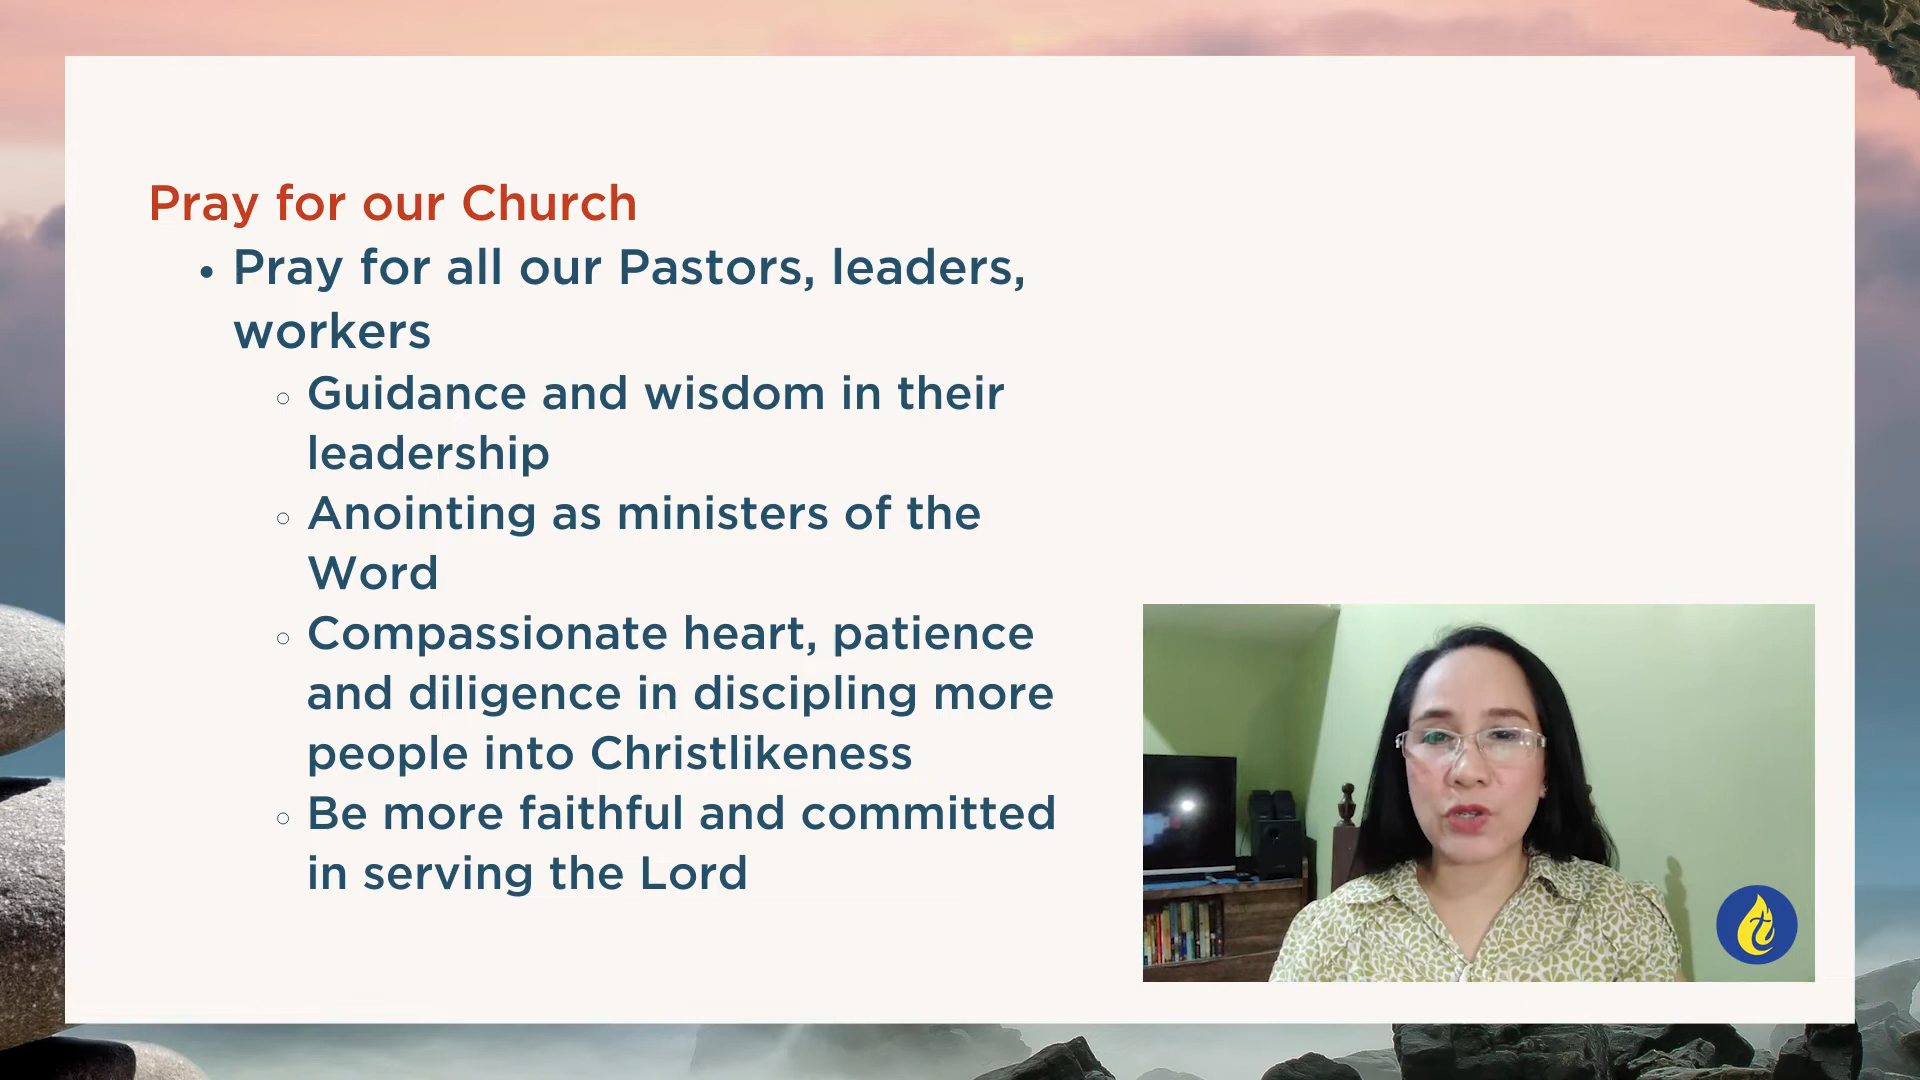 Pray for our Church
• Pray for all our Pastors, leaders,
workers
○ Guidance and wisdom in their
leadership
○ Anointing as ministers of the
Word
○ Compassionate heart, patience
and diligence in discipling more
people into Christlikeness
○ Be more faithful and committed
in serving the Lord